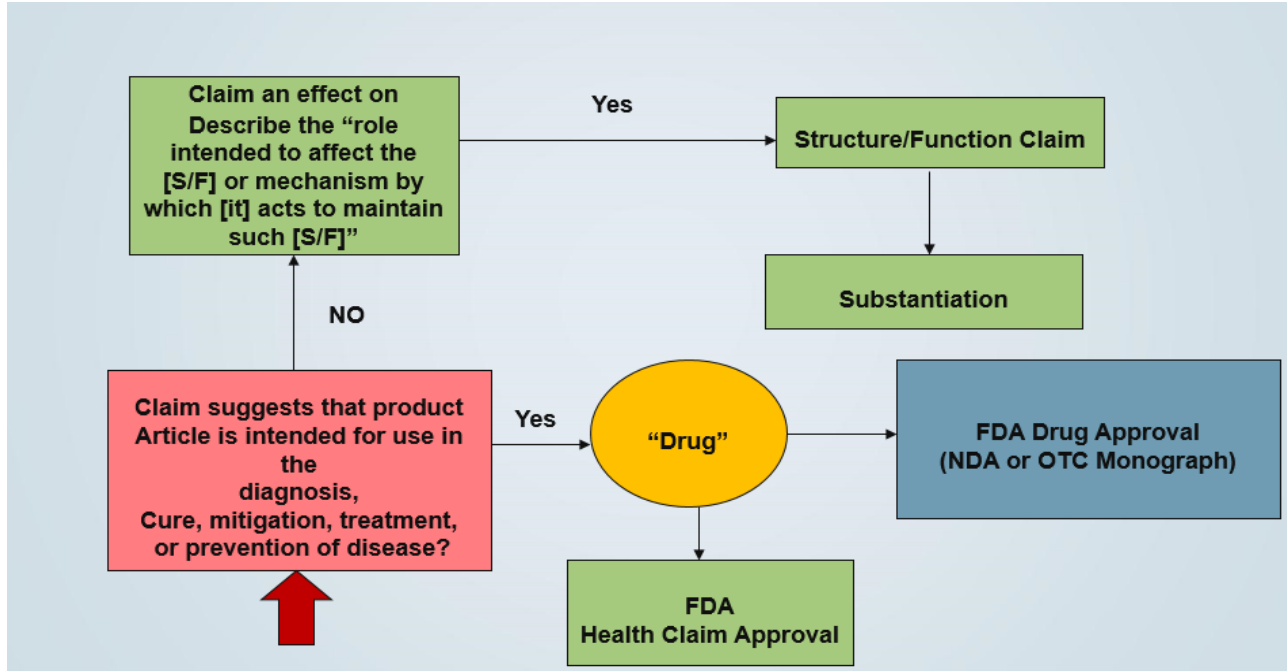 Claim an effect on
Describe the “role
intended to affect the
[S/F] or mechanism by
which [it] acts to maintain
such [S/F]”
Yes
Structure/Function Claim
Substantiation
NO
Claim suggests that product
Article is intended for use in
the
diagnosis,
Cure, mitigation, treatment,
or prevention of disease?
Yes
“Drug”
FDA Drug Approval
(NDA or OTC Monograph)
FDA
Health Claim Approval